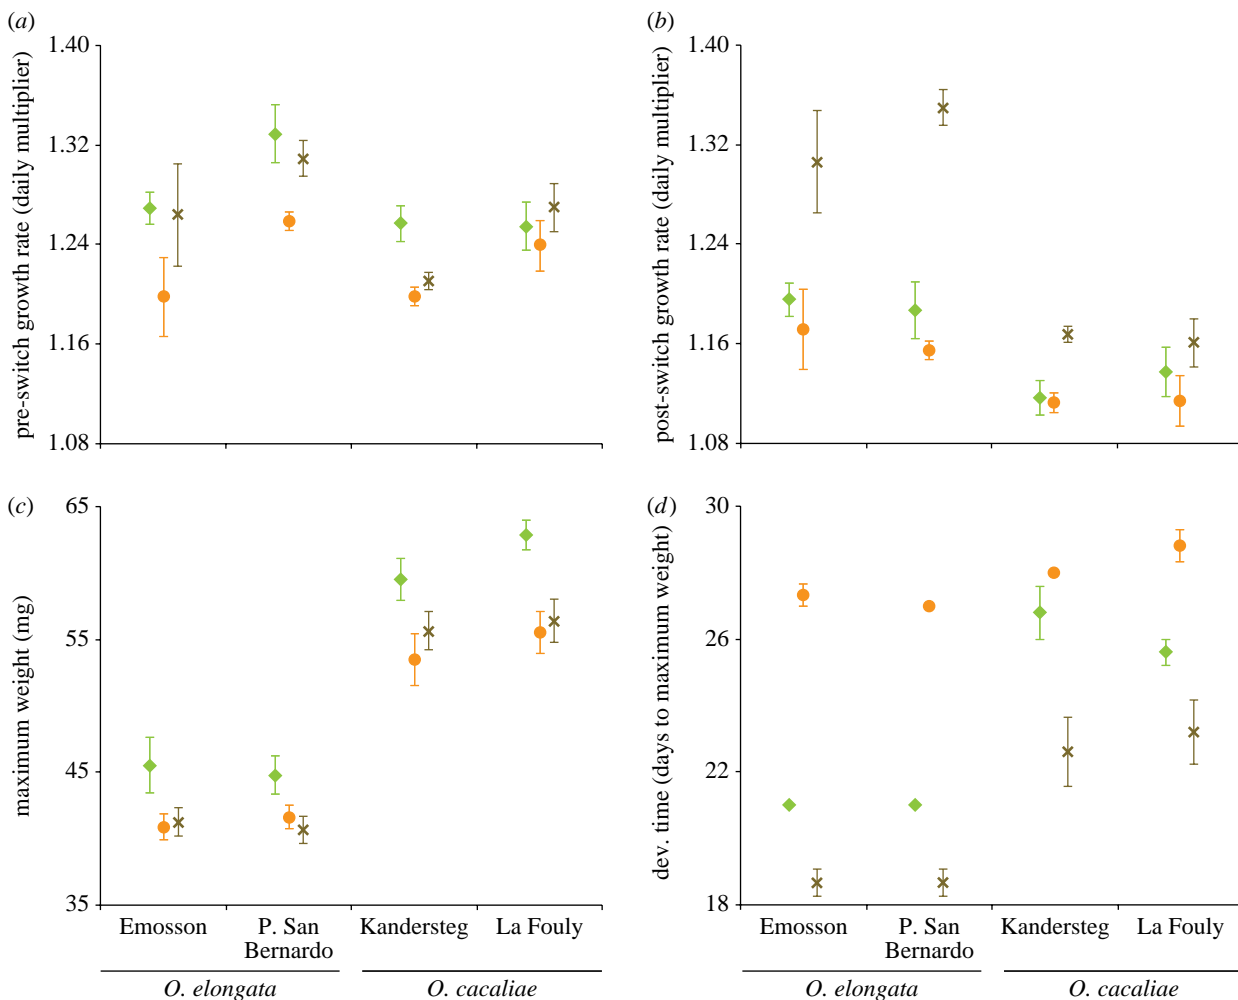 (a)
pre-switch growth rate (daily multiplier)
1.40
1.32
1.24
1.16
1.08
(b)
post-switch growth rate (daily multiplier)
1.40
1.32
1.24
1.16
1.08
(c)
maximum weight (mg)
65
55
45
35
(d)
dev. time (days to maximum weight)
30
26
22
18
Emosson
P. San
Bernardo
Kandersteg
La Fouly
O. elongata
O. cacaliae
Emosson
P. San
Bernardo
Kandersteg
La Fouly
O. elongata
O. cacaliae